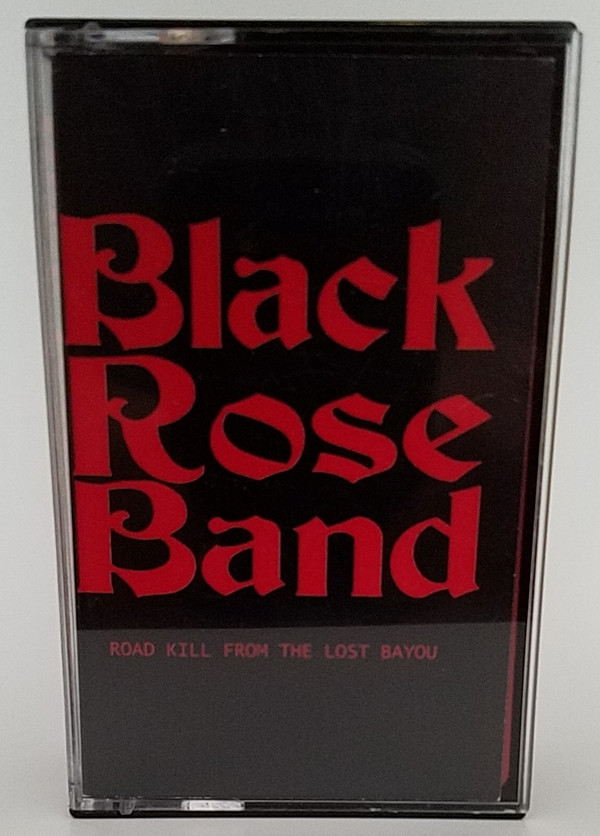 Black
Rose
Band
ROAD KILL FROM THE LOST BAYOU